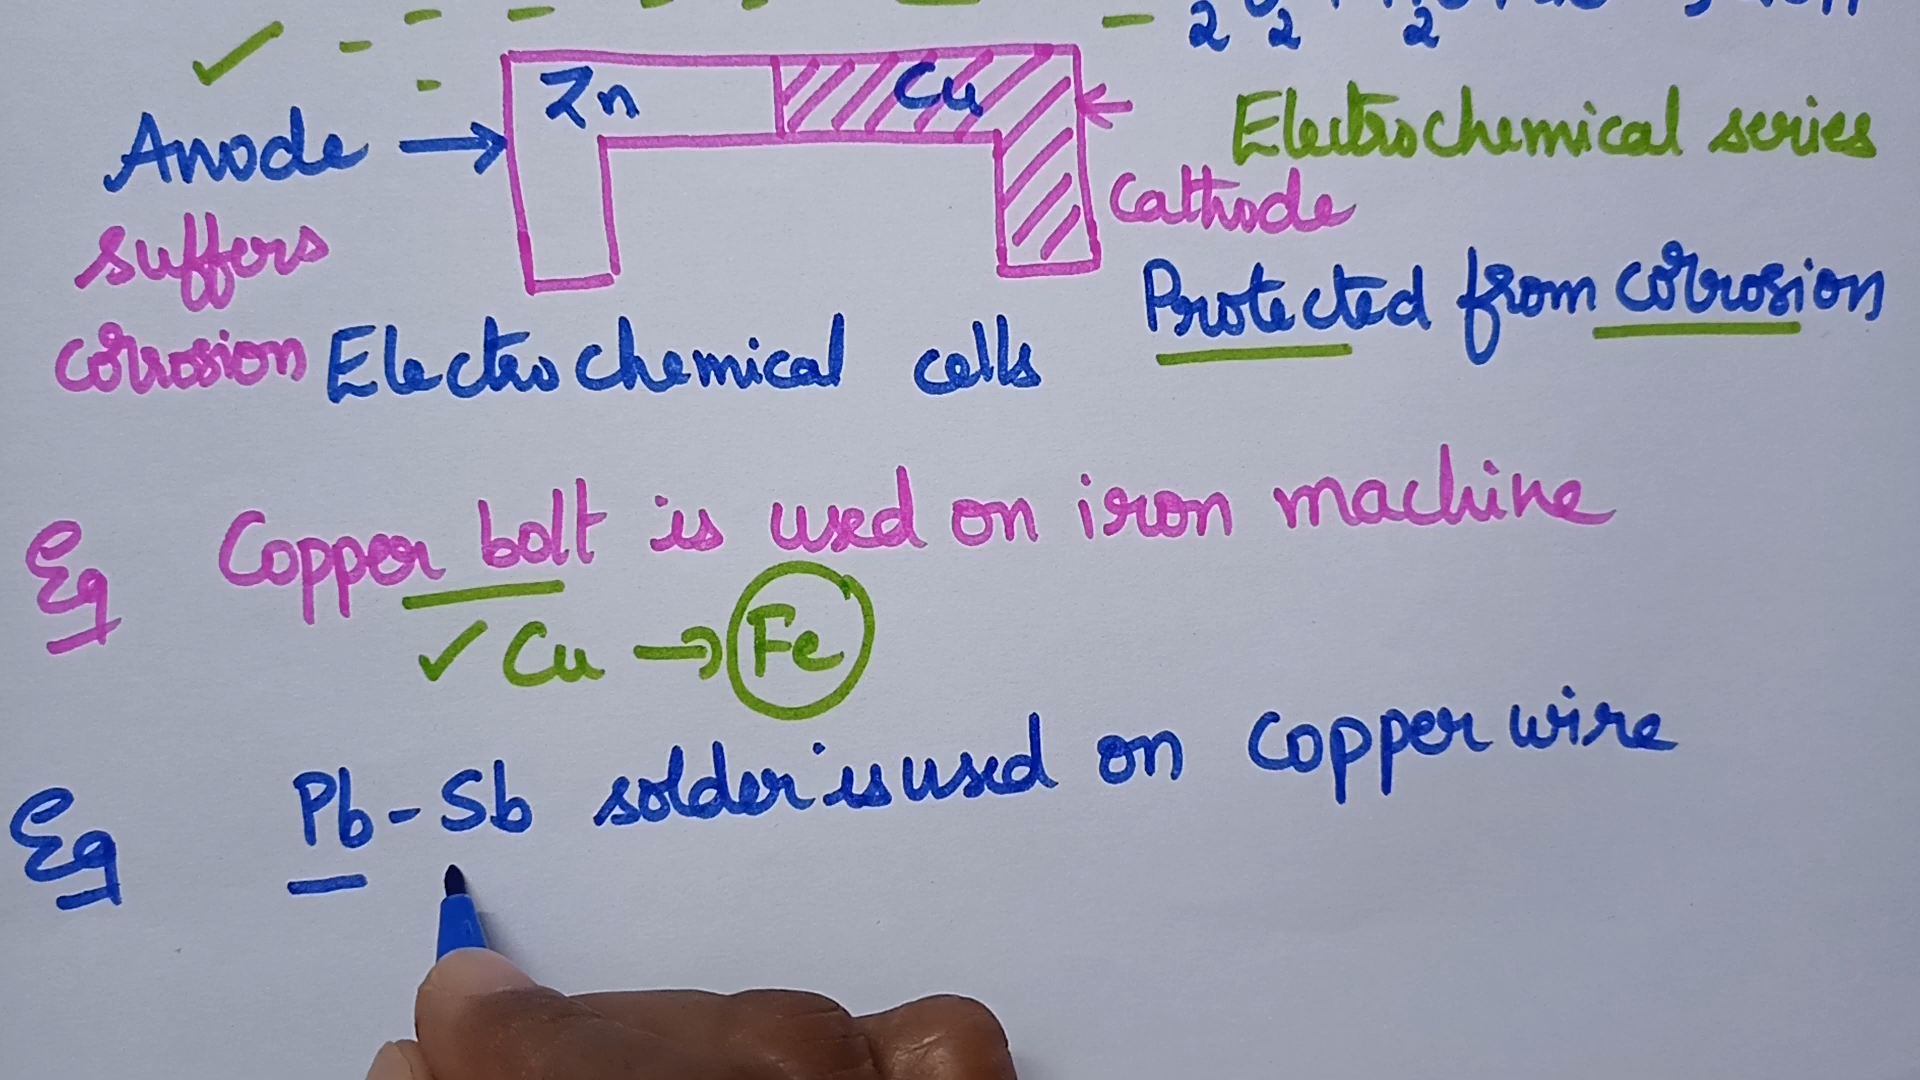 Zn Cu
Anode → Electrochemical series
suffers Cathode
corrosion Protected from corrosion
Electrochemical cells
Eg Copper bolt is used on iron machine
✓ Cu → Fe
Eg Pb - Sb solder is used on Copper wire